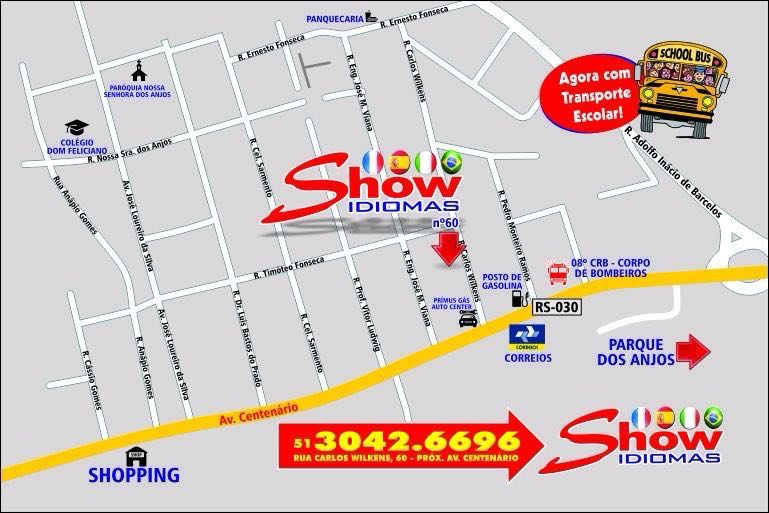 PANQUECARIA
R. Ernesto Fonseca
R. Ernesto Fonseca
SCHOOL BUS
Agora com
Transporte
Escolar!
PARÓQUIA NOSSA
SENHORA DOS ANJOS
COLÉGIO
DOM FELICIANO
R. Nossa Sra. dos Anjos
R. Eng. José M. Viana
R. Carlos Wilkens
R. Cel. Sarmento
R. Adolfo Inácio de Barcelos
Rua Anápio Gomes
Av. José Loureiro da Silva
Show
IDIOMAS
nº60
R. Pedro Monteiro Ramos
R. Carlos Wilkens
R. Timóteo Fonseca
R. Eng. José M. Viana
POSTO DE
GASOLINA
08º CRB - CORPO
DE BOMBEIROS
RS-030
PRÍMUS GÁS
AUTO CENTER
CORREIOS
CORREIOS
PARQUE
DOS ANJOS
R. Cássio Gomes
R. Anápio Gomes
Av. José Loureiro da Silva
R. Dr. Luís Bastos do Prado
R. Cel. Sarmento
R. Prof. Vitor Ludwig
Av. Centenário
SHOP
SHOPPING
51 3042.6696
RUA CARLOS WILKENS, 60 - PRÓX. AV. CENTENÁRIO
Show
IDIOMAS